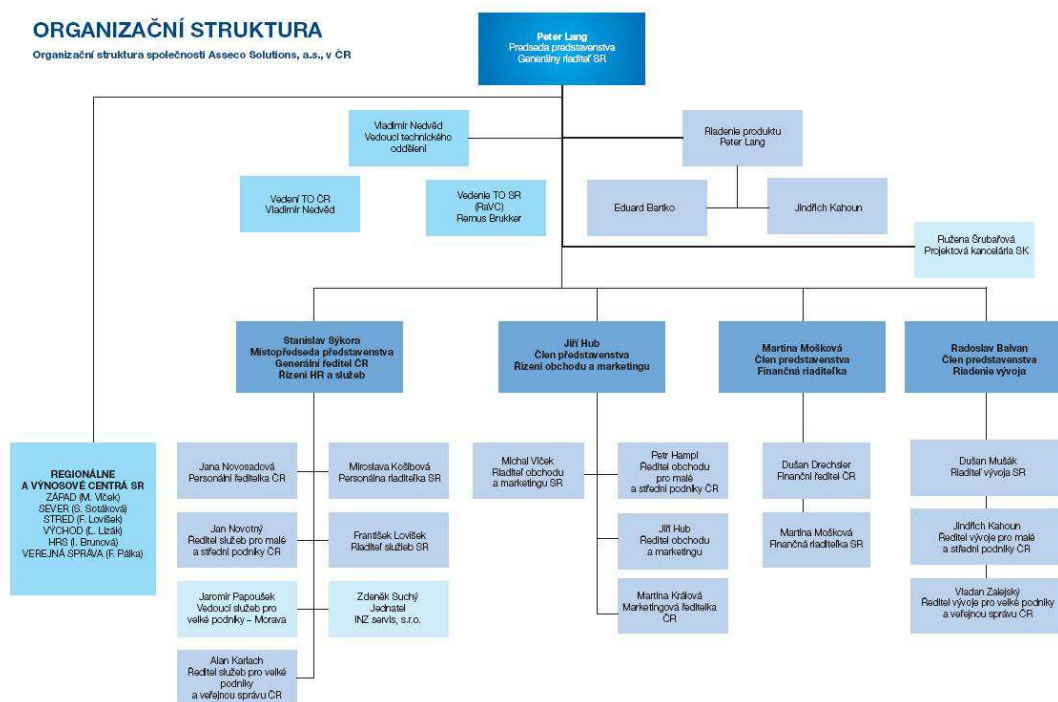 ORGANIZAČNÍ STRUKTURA
Organizační struktura společnosti Asseco Solutions, a.s., v ČR
Peter Lang
Predseda predstavenstva
Generálny riaditeľ SR
Vladimír Nedvěd
Vedoucí technického
oddělení
Riadenie produktu
Peter Lang
Vedení TO ČR
Vladimír Nedvěd
Vedenie TO SR
(RaVC)
Remus Brukker
Eduard Bartko
Jindřich Kahoun
Ružena Šrubařová
Projektová kancelária SK
Stanislav Sýkora
Místopředseda představenstva
Generální ředitel ČR
Řízení HR a služeb
Jiří Hub
Člen představenstva
Řízení obchodu a marketingu
Martina Mošková
Člen predstavenstva
Finančná riaditeľka
Radoslav Balvan
Člen predstavenstva
Riadenie vývoja
REGIONÁLNE
A VÝNOSOVÉ CENTRÁ SR
ZÁPAD (M. Vlček)
SEVER (S. Sotáková)
STRED (F. Lovíšek)
VÝCHOD (Ľ. Lizák)
HRS (I. Brunová)
VEREJNÁ SPRÁVA (F. Pálka)
Jana Novosadová
Personální ředitelka ČR
Miroslava Košibová
Personálna riaditeľka SR
Jan Novotný
Ředitel služeb pro malé
a střední podniky ČR
František Lovíšek
Riaditeľ služieb SR
Jaromír Papoušek
Vedoucí služeb pro
velké podniky – Morava
Zdeněk Suchý
Jednatel
INZ servis, s.r.o.
Alan Karlach
Ředitel služeb pro velké
podniky
a veřejnou správu ČR
Michal Vlček
Riaditeľ obchodu
a marketingu SR
Petr Hampl
Ředitel obchodu
pro malé
a střední podniky ČR
Jiří Hub
Ředitel obchodu
a marketingu
Martina Králová
Marketingová ředitelka
ČR
Dušan Drechsler
Finanční ředitel ČR
Martina Mošková
Finančná riaditeľka SR
Dušan Mušák
Riaditeľ vývoja SR
Jindřich Kahoun
Ředitel vývoje pro malé
a střední podniky ČR
Vladan Zalejský
Ředitel vývoje pro velké podniky
a veřejnou správu ČR